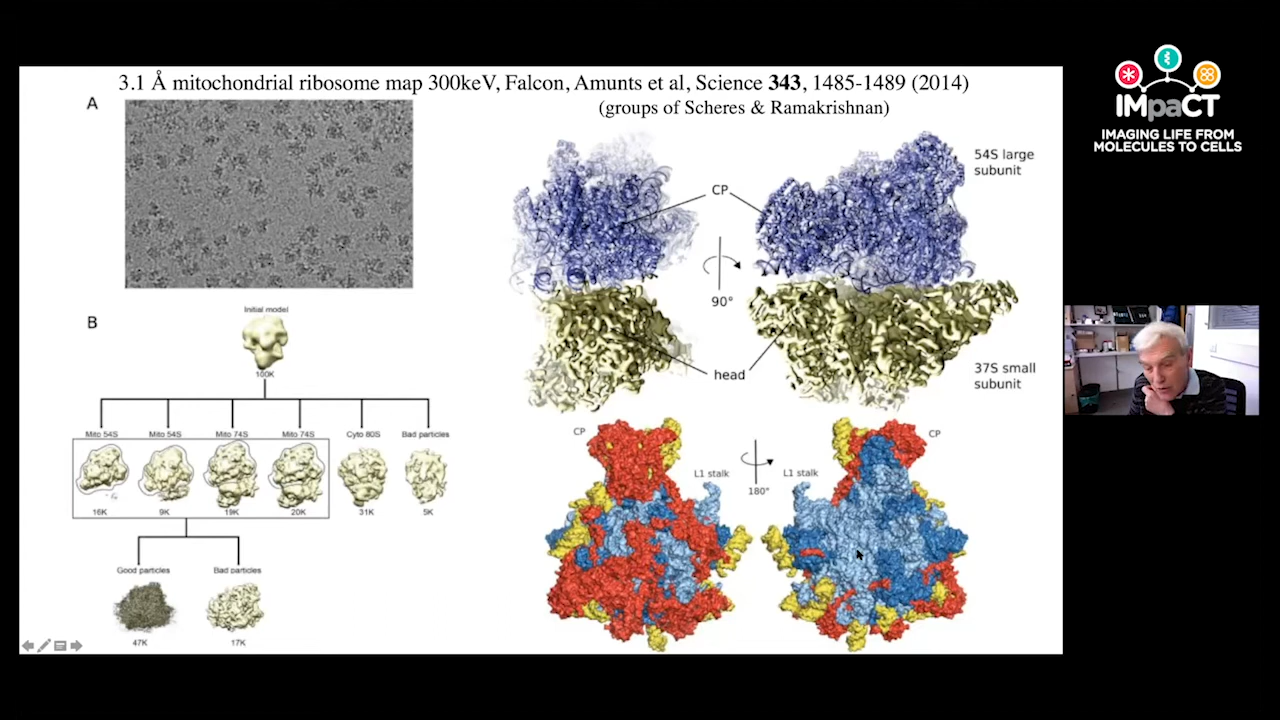 3.1 Å mitochondrial ribosome map 300keV, Falcon, Amunts et al, Science 343, 1485-1489 (2014)
(groups of Scheres & Ramakrishnan)
A
B
Initial model
100K
Mito 54S Mito 54S Mito 74S Mito 74S Cyto 80S Bad particles
16K 9K 19K 20K 31K 5K
Good particles Bad particles
47K 17K
54S large
subunit
CP
90°
head
37S small
subunit
CP
L1 stalk
180°
L1 stalk
CP
IMpaCT
IMAGING LIFE FROM
MOLECULES TO CELLS